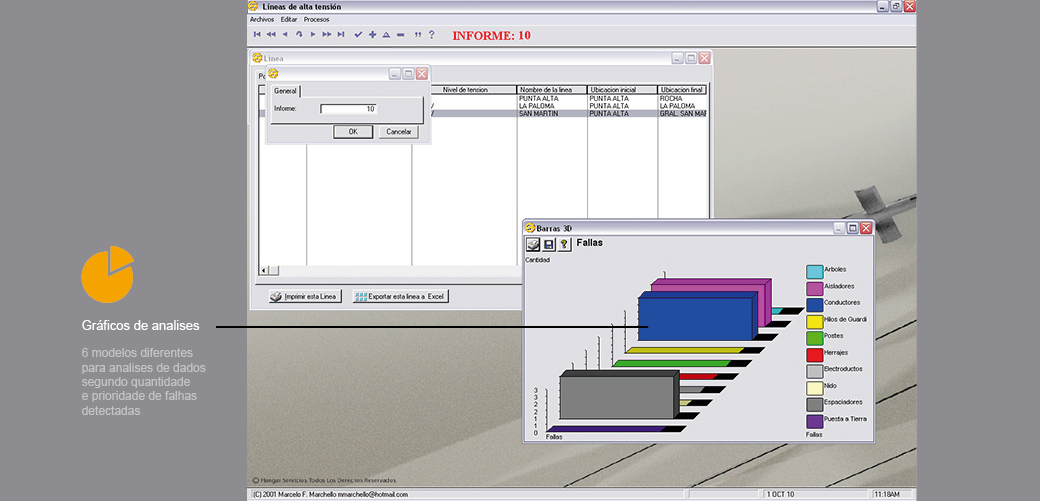 Líneas de alta tensión
Archivos Editar Procesos
INFORME: 10
Línea
General
Informe: 10
OK Cancelar
Nivel de tension Nombre de la linea Ubicacion inicial Ubicacion final
PUNTA ALTA PUNTA ALTA ROCHA
LA PALOMA PUNTA ALTA LA PALOMA
SAN MARTIN PUNTA ALTA GRAL. SAN MAR
Imprimir esta Linea Exportar esta linea a Excel
Barras 3D
Fallas
Cantidad
3
3
2
2
1
1
0
Fallas
Arboles
Aisladores
Conductores
Hilos de Guardi
Postes
Herrajes
Electroductos
Nido
Espaciadores
Puesta a Tierra
Fallas
Gráficos de analises
6 modelos diferentes
para analises de dados
segundo quantidade
e prioridade de falhas
detectadas
© Hangar Servicios. Todos Los Derechos Reservados.
(C) 2001 Marcelo F. Marchello mmarchello@hotmail.com 1 OCT 10 11:18AM